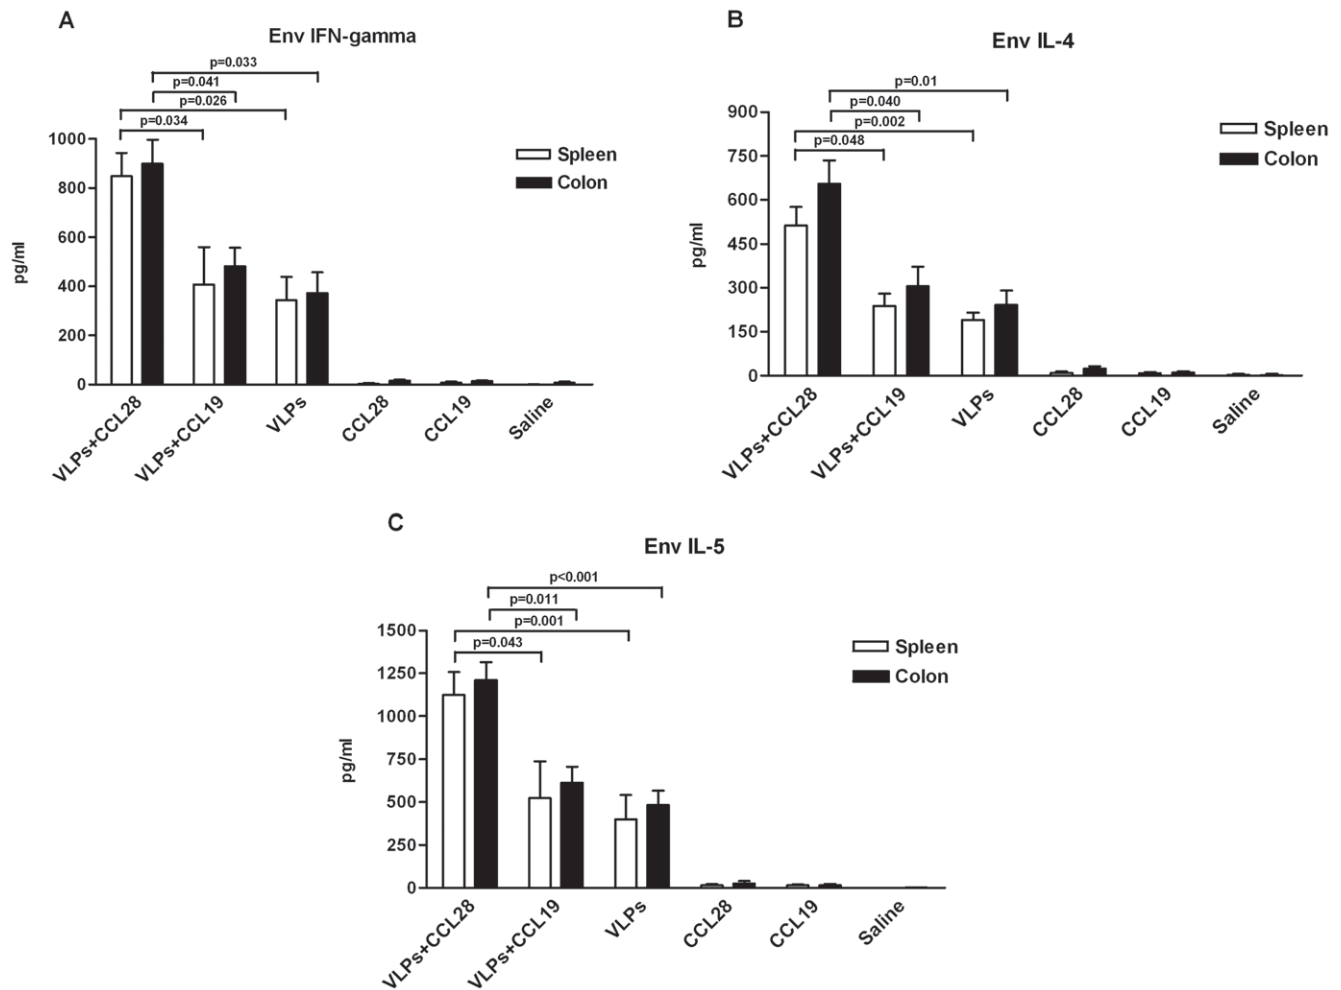 A
Env IFN-gamma
p=0.033
p=0.041
p=0.026
p=0.034
1000
800
600
400
200
0
pg/ml
Spleen
Colon
VLPs+CCL28
VLPs+CCL19
VLPs
CCL28
CCL19
Saline
B
Env IL-4
p=0.01
p=0.040
p=0.002
p=0.048
900
750
600
450
300
150
0
pg/ml
Spleen
Colon
VLPs+CCL28
VLPs+CCL19
VLPs
CCL28
CCL19
Saline
C
Env IL-5
p<0.001
p=0.011
p=0.001
p=0.043
1500
1250
1000
750
500
250
0
pg/ml
Spleen
Colon
VLPs+CCL28
VLPs+CCL19
VLPs
CCL28
CCL19
Saline